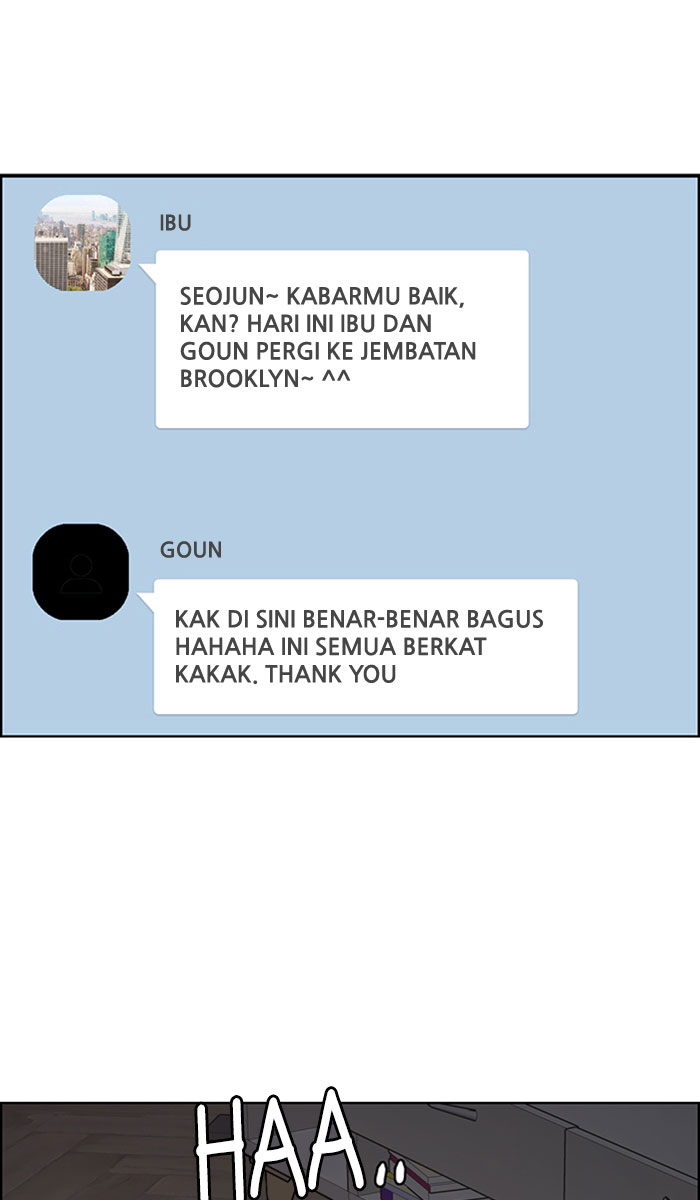 IBU
SEOJUN~ KABARMU BAIK,
KAN? HARI INI IBU DAN
GOUN PERGI KE JEMBATAN
BROOKLYN~ ^^
GOUN
KAK DI SINI BENAR-BENAR BAGUS
HAHAHA INI SEMUA BERKAT
KAKAK. THANK YOU
HAA..